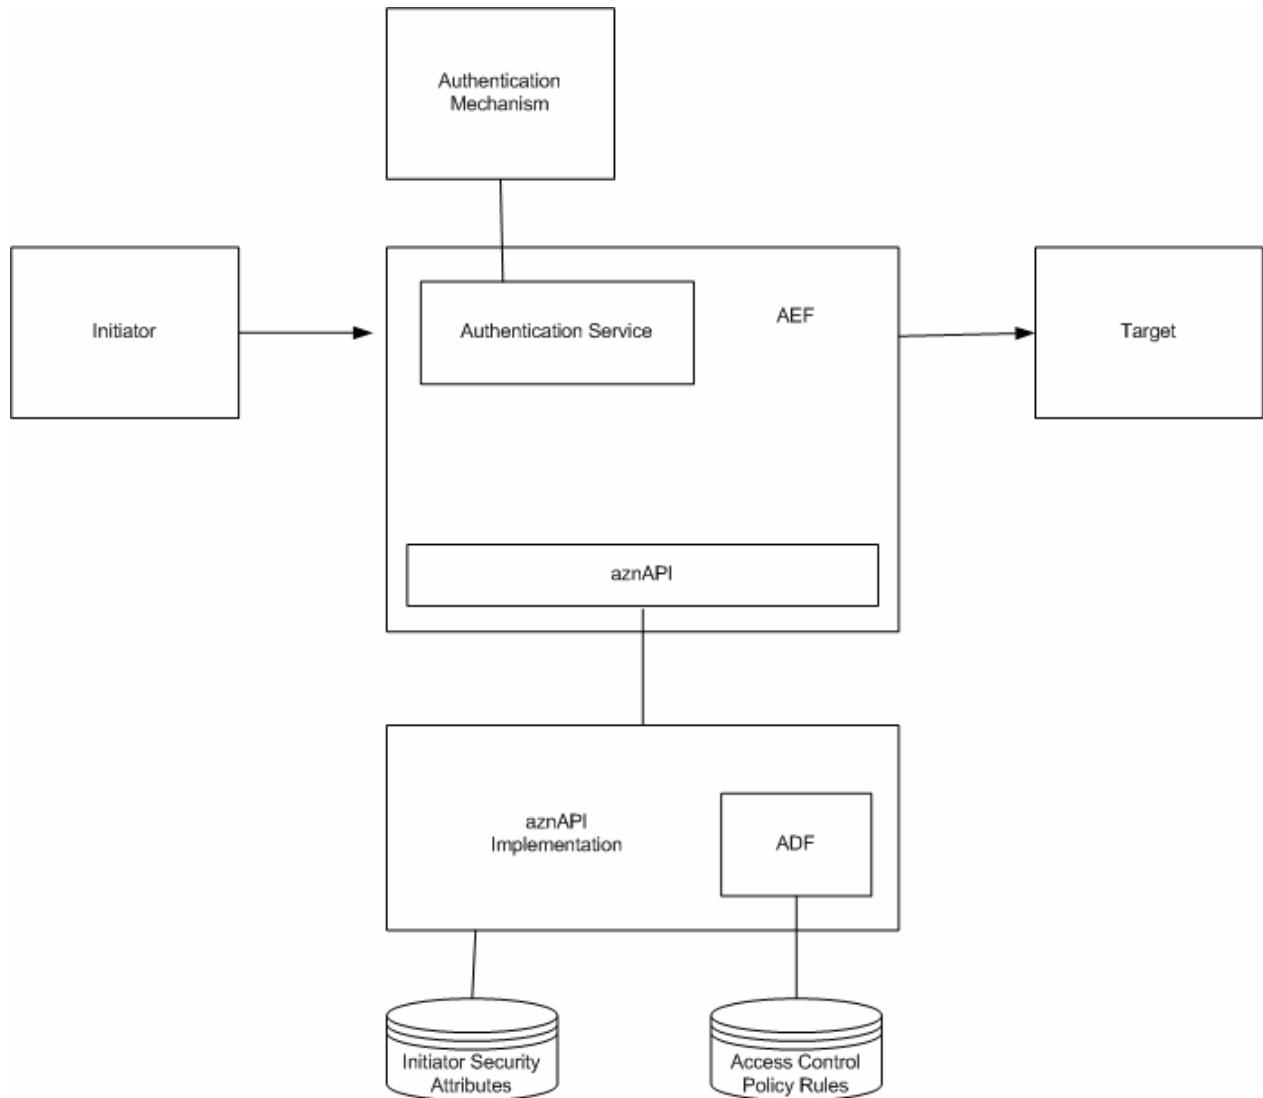 Authentication
Mechanism
Initiator
Authentication Service
AEF
Target
aznAPI
aznAPI
Implementation
ADF
Initiator Security
Attributes
Access Control
Policy Rules